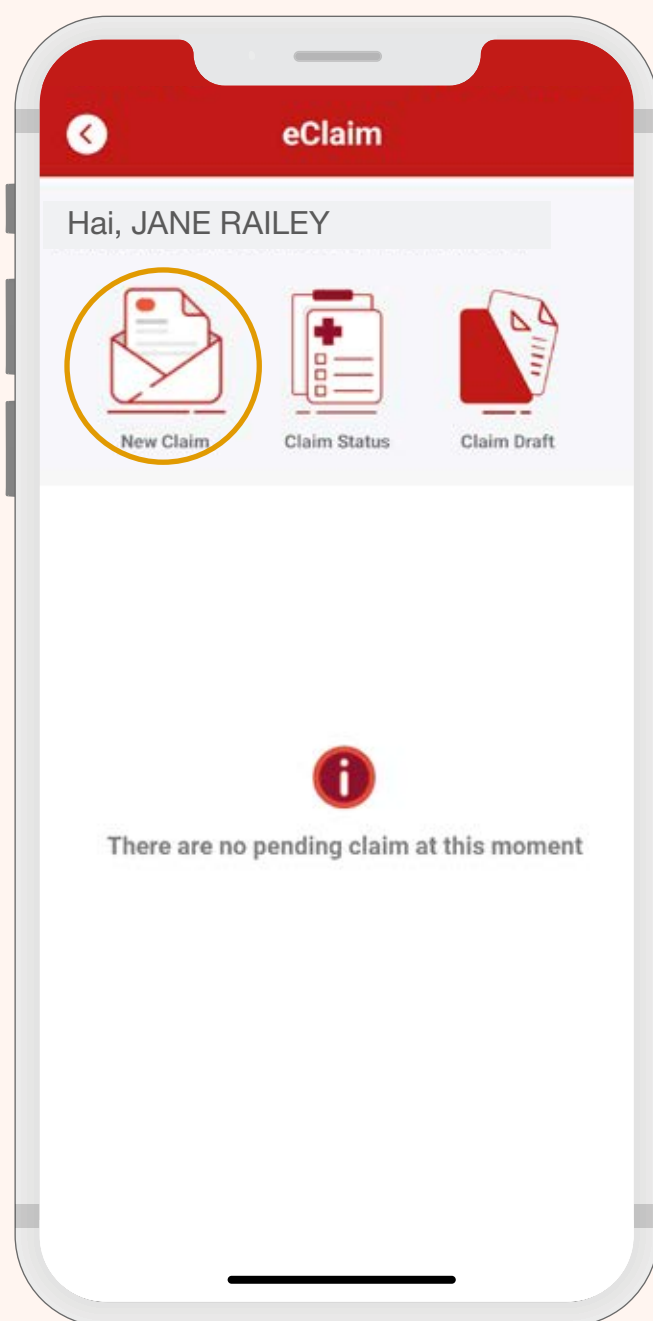 eClaim
Hai, JANE RAILEY
New Claim Claim Status Claim Draft
There are no pending claim at this moment